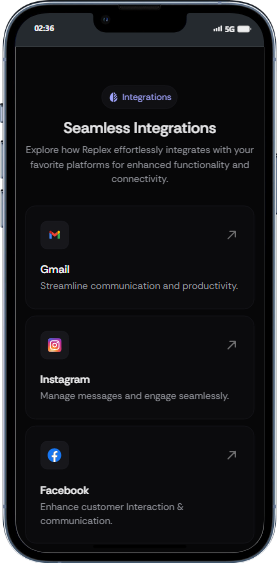 02:36
5G
Integrations
Seamless Integrations
Explore how Replex effortlessly integrates with your
favorite platforms for enhanced functionality and
connectivity.
Gmail
Streamline communication and productivity.
Instagram
Manage messages and engage seamlessly.
Facebook
Enhance customer Interaction &
communication.